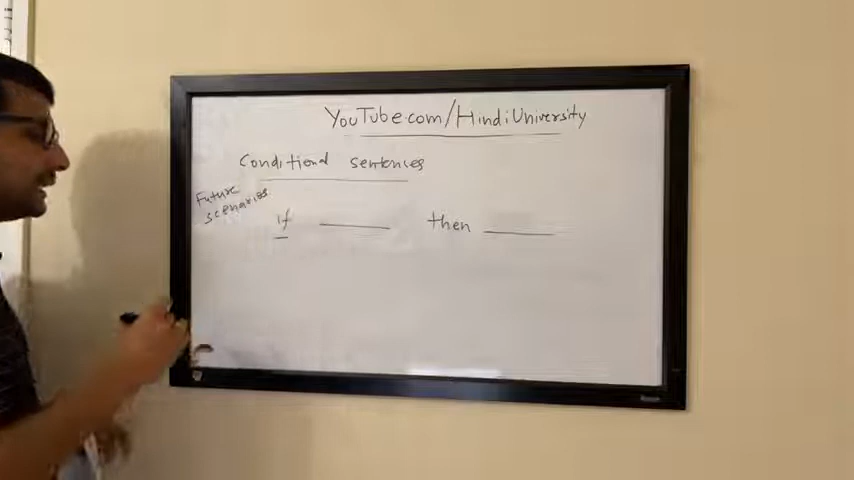 YouTube.com/HindiUniversity
Conditional sentences
Future
scenarios
if ______ then ______